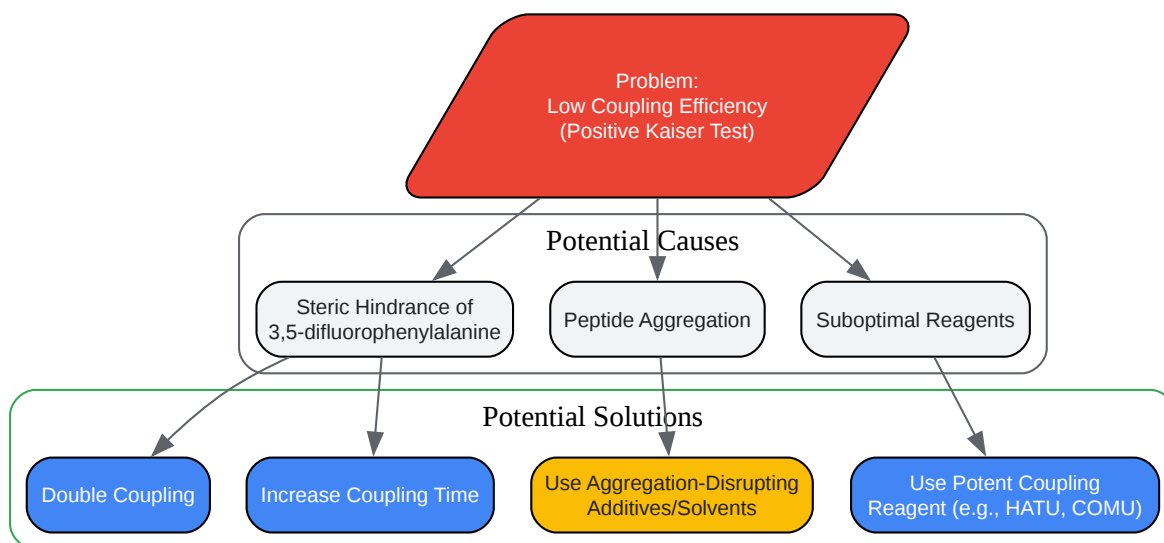 Problem:
Low Coupling Efficiency
(Positive Kaiser Test)
Potential Causes
Steric Hindrance of
3,5-difluorophenylalanine
Peptide Aggregation
Suboptimal Reagents
Potential Solutions
Double Coupling
Increase Coupling Time
Use Aggregation-Disrupting
Additives/Solvents
Use Potent Coupling
Reagent (e.g., HATU, COMU)